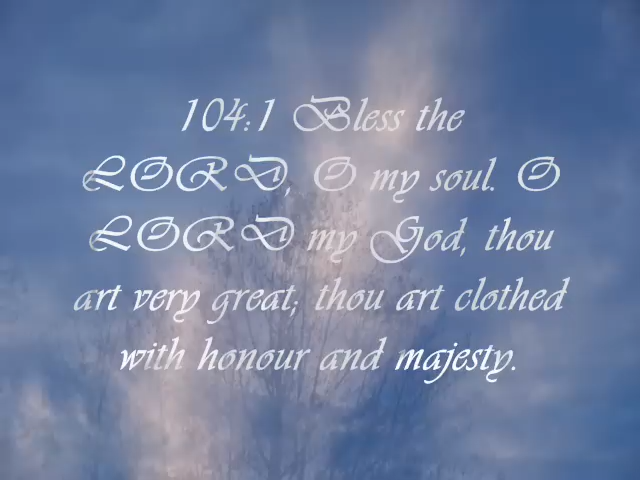 104:1 Bless the
LORD, O my soul. O
LORD my God, thou
art very great; thou art clothed
with honour and majesty.